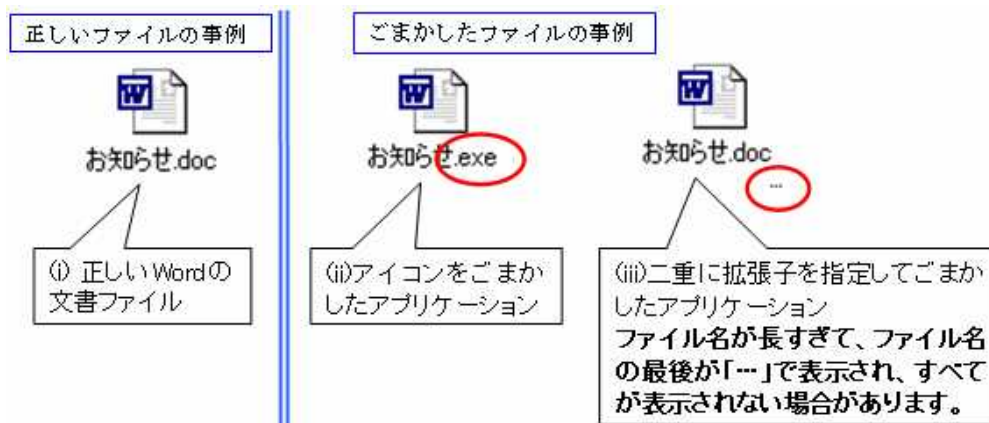 正しいファイルの事例
ごまかしたファイルの事例
W
お知らせ.doc
W
お知らせ.exe
W
お知らせ.doc
…
(i) 正しいWordの
文書ファイル
(ii)アイコンをごまか
したアプリケーション
(iii)二重に拡張子を指定してごまか
したアプリケーション
ファイル名が長すぎて、ファイル名
の最後が「…」で表示され、すべて
が表示されない場合があります。